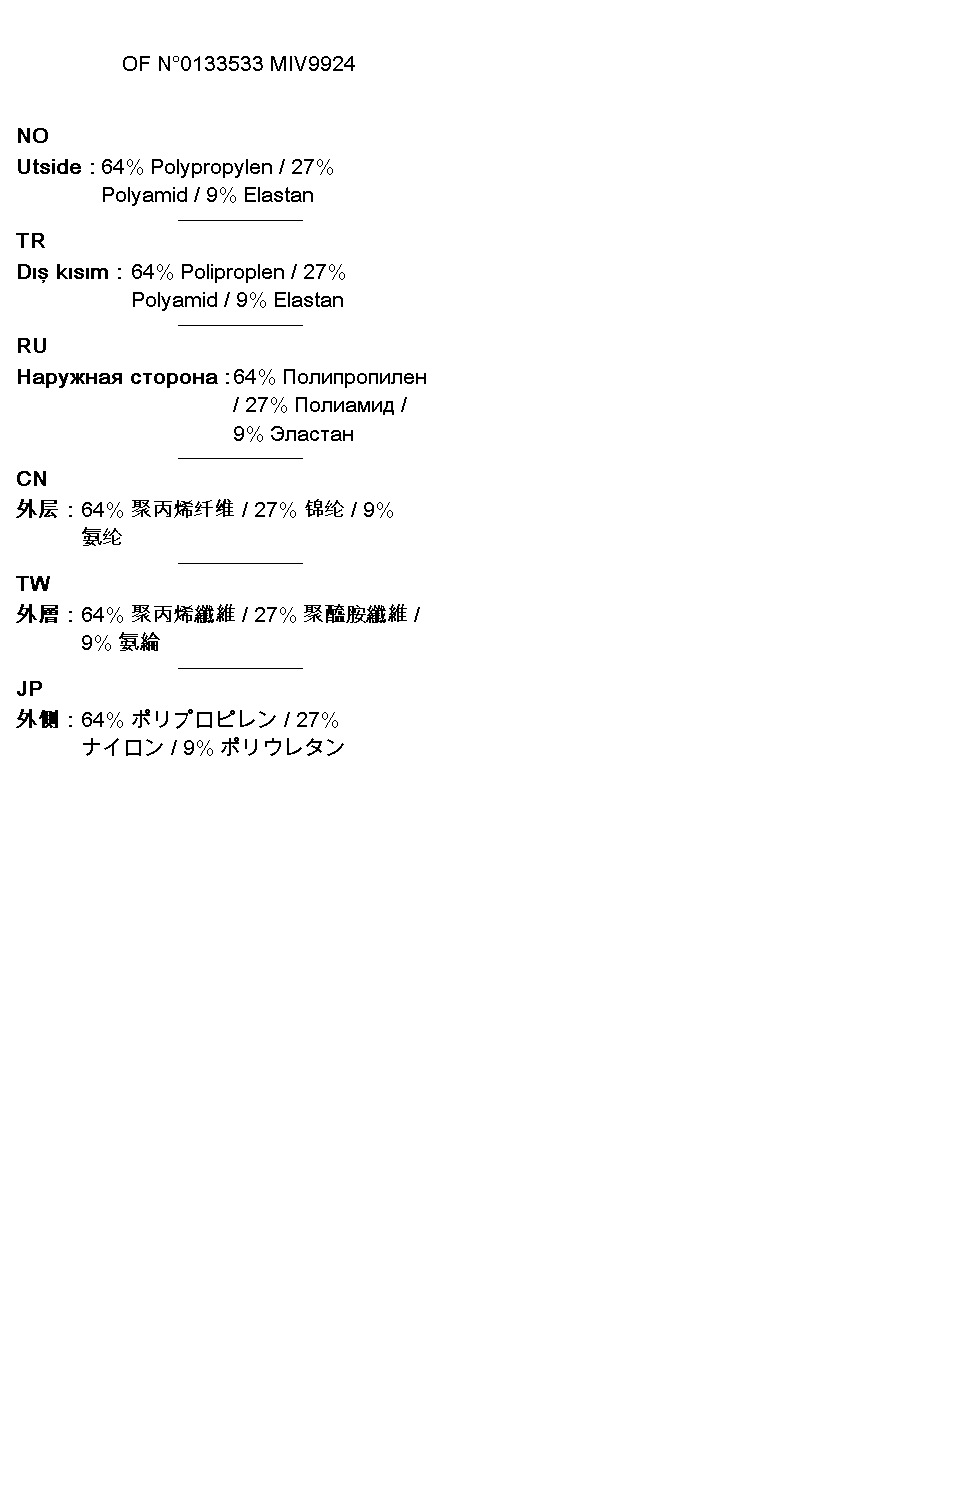 OF N°0133533 MIV9924
NO
Utside : 64% Polypropylen / 27%
Polyamid / 9% Elastan
TR
Dış kısım : 64% Poliproplen / 27%
Polyamid / 9% Elastan
RU
Наружная сторона : 64% Полипропилен
/ 27% Полиамид /
9% Эластан
CN
外层 : 64% 聚丙烯纤维 / 27% 锦纶 / 9%
氨纶
TW
外層 : 64% 聚丙烯纖維 / 27% 聚醯胺纖維 /
9% 氨綸
JP
外側 : 64% ポリプロピレン / 27%
ナイロン / 9% ポリウレタン